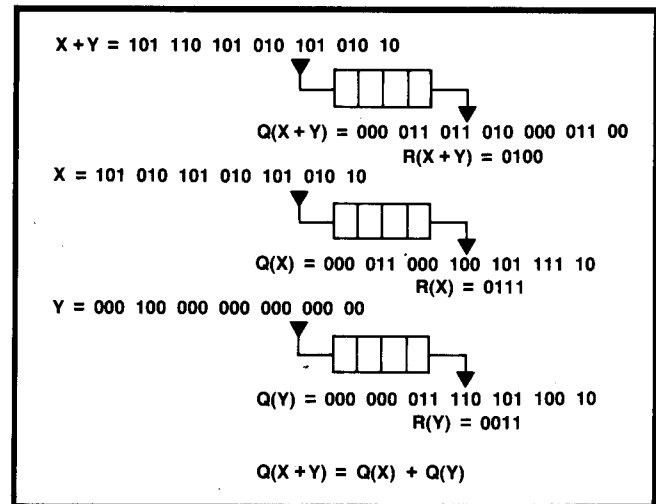 X + Y = 101 110 101 010 101 010 10
Q(X + Y) = 000 011 011 010 000 011 00
R(X + Y) = 0100
X = 101 010 101 010 101 010 10
Q(X) = 000 011 000 100 101 111 10
R(X) = 0111
Y = 000 100 000 000 000 000 00
Q(Y) = 000 000 011 110 101 100 10
R(Y) = 0011
Q(X + Y) = Q(X) + Q(Y)